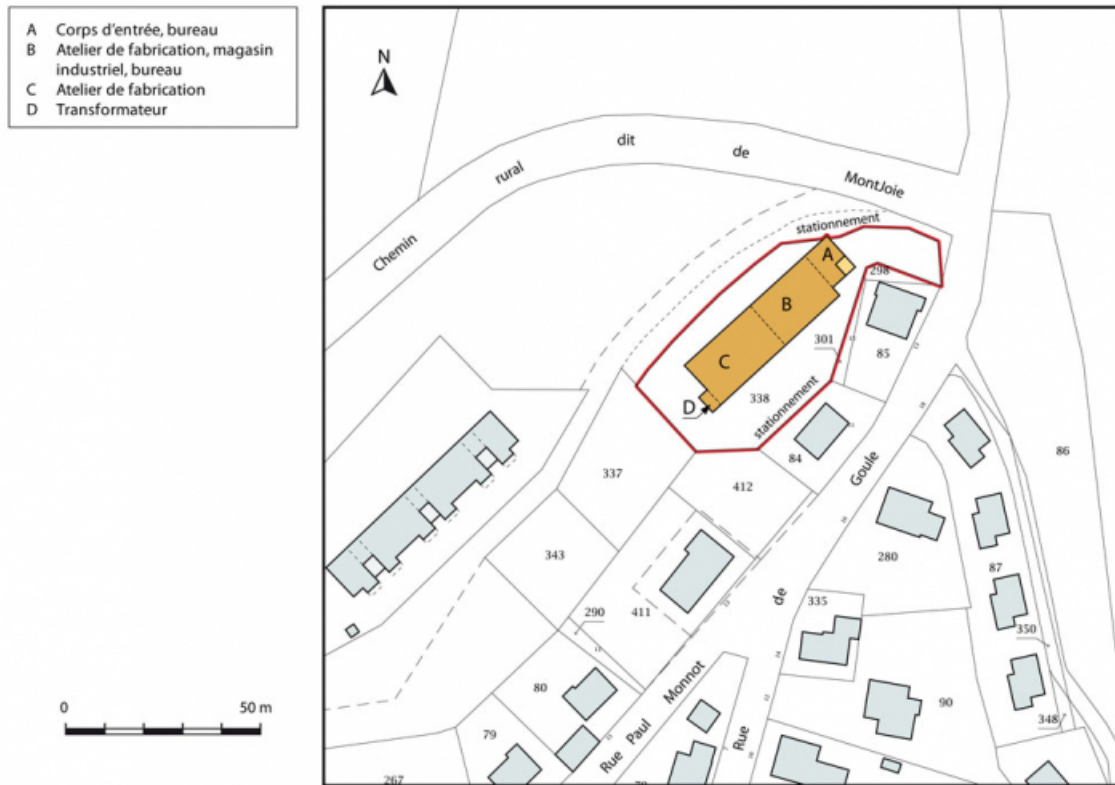 A Corps d'entrée, bureau
B Atelier de fabrication, magasin
industriel, bureau
C Atelier de fabrication
D Transformateur
N
Chemin rural dit de MontJoie
stationnement
A
298
B
301
85
C
D
338
stationnement
84
86
337
412
Goule
343
280
87
de
335
290
411
350
80
Monnot
90
348
79
Paul
Rue
Rue
267
0 50 m